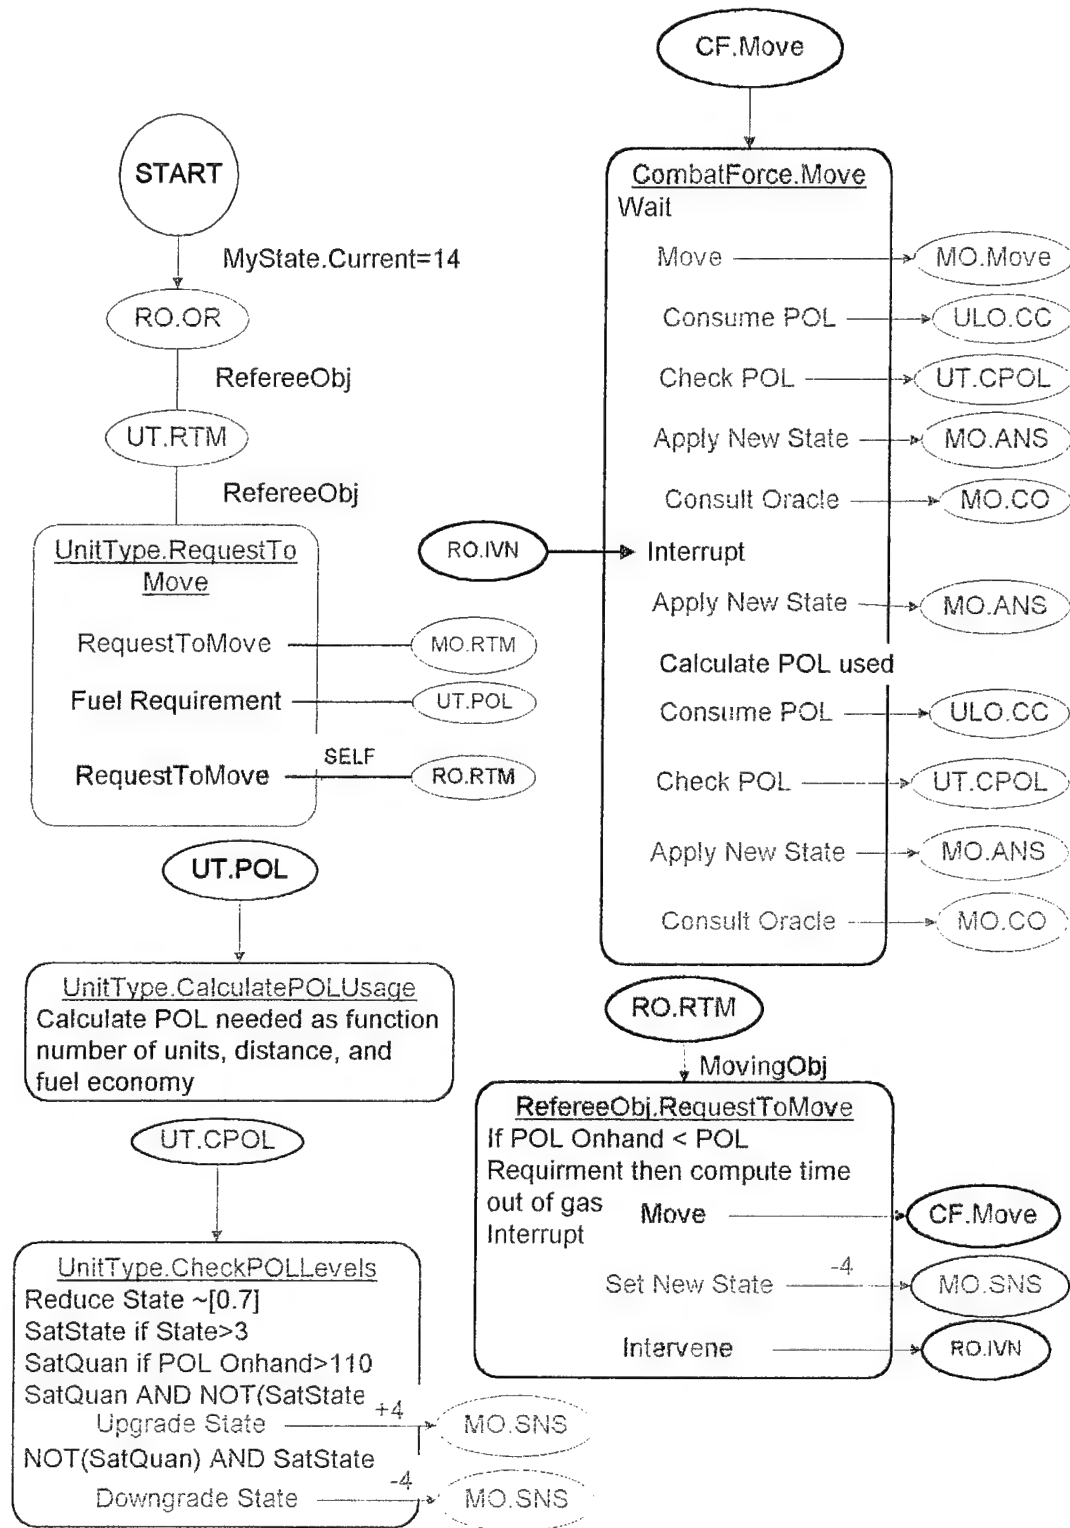 CF.Move
START
MyState.Current=14
RO.OR
RefereeObj
UT.RTM
RefereeObj
UnitType.RequestTo
Move
RequestToMove MO.RTM
Fuel Requirement UT.POL
RequestToMove SELF RO.RTM
UT.POL
UnitType.CalculatePOLUsage
Calculate POL needed as function
number of units, distance, and
fuel economy
UT.CPOL
UnitType.CheckPOLLevels
Reduce State ~[0.7]
SatState if State>3
SatQuan if POL Onhand>110
SatQuan AND NOT(SatState
Upgrade State +4 MO.SNS
NOT(SatQuan) AND SatState
Downgrade State -4 MO.SNS
CombatForce.Move
Wait
Move MO.Move
Consume POL ULO.CC
Check POL UT.CPOL
Apply New State MO.ANS
Consult Oracle MO.CO
RO.IVN Interrupt
Apply New State MO.ANS
Calculate POL used
Consume POL ULO.CC
Check POL UT.CPOL
Apply New State MO.ANS
Consult Oracle MO.CO
RO.RTM
MovingObj
RefereeObj.RequestToMove
If POL Onhand < POL
Requirment then compute time
out of gas
Move CF.Move
Interrupt
Set New State -4 MO.SNS
Intervene RO.IVN